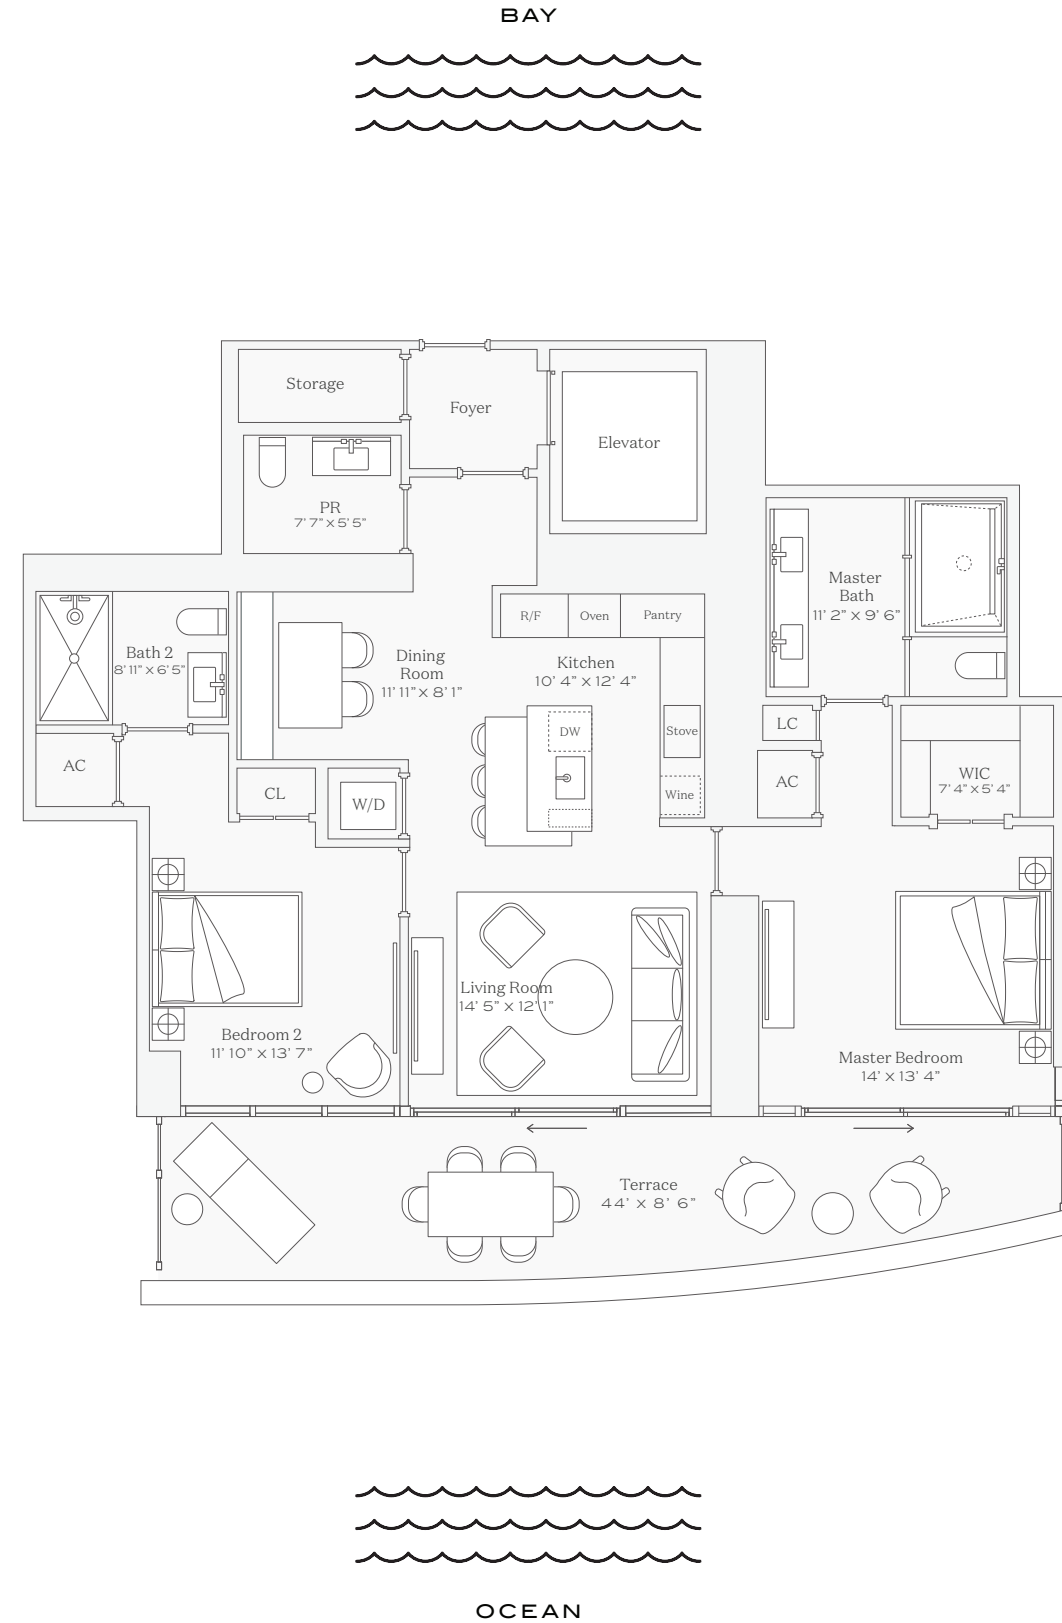 BAY
Storage
Foyer
Elevator
PR
7' 7" x 5' 5"
Master
Bath
11' 2" x 9' 6"
R/F
Oven
Pantry
Bath 2
8' 11" x 6' 5"
Dining
Room
11' 11" x 8' 1"
Kitchen
10' 4" x 12' 4"
DW
Stove
LC
AC
CL
W/D
Wine
AC
WIC
7' 4" x 5' 4"
Living Room
14' 5" x 12' 1"
Bedroom 2
11' 10" x 13' 7"
Master Bedroom
14' x 13' 4"
Terrace
44' x 8' 6"
OCEAN